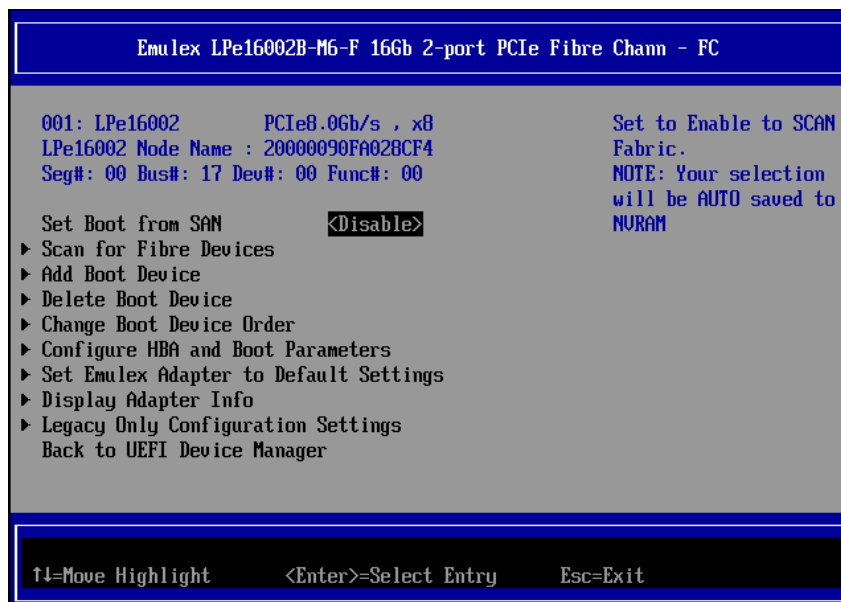 Emulex LPe16002B-M6-F 16Gb 2-port PCIe Fibre Chann - FC
001: LPe16002 PCIe8.0Gb/s , x8
LPe16002 Node Name : 20000090FA028CF4
Seg#: 00 Bus#: 17 Dev#: 00 Func#: 00
Set Boot from SAN <Disable>
▶ Scan for Fibre Devices
▶ Add Boot Device
▶ Delete Boot Device
▶ Change Boot Device Order
▶ Configure HBA and Boot Parameters
▶ Set Emulex Adapter to Default Settings
▶ Display Adapter Info
▶ Legacy Only Configuration Settings
Back to UEFI Device Manager
Set to Enable to SCAN
Fabric.
NOTE: Your selection
will be AUTO saved to
NVRAM
↑↓=Move Highlight <Enter>=Select Entry Esc=Exit